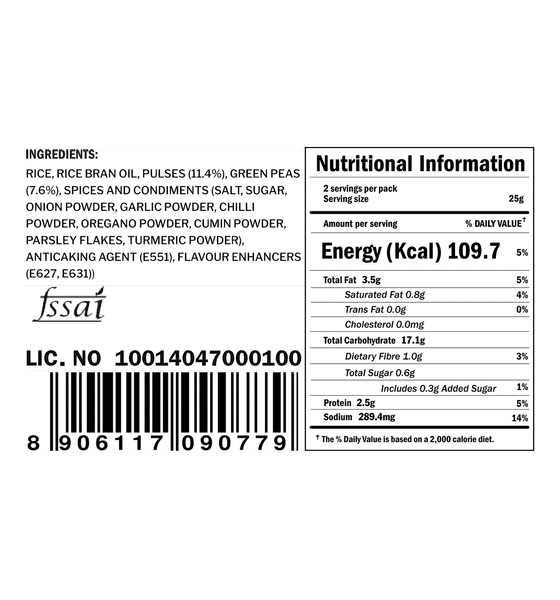 INGREDIENTS:
RICE, RICE BRAN OIL, PULSES (11.4%), GREEN PEAS
(7.6%), SPICES AND CONDIMENTS (SALT, SUGAR,
ONION POWDER, GARLIC POWDER, CHILLI
POWDER, OREGANO POWDER, CUMIN POWDER,
PARSLEY FLAKES, TURMERIC POWDER),
ANTICAKING AGENT (E551), FLAVOUR ENHANCERS
(E627, E631))
fssai
LIC. NO 10014047000100
8 906117 090779
Nutritional Information
2 servings per pack
Serving size 25g
Amount per serving % DAILY VALUE†
Energy (Kcal) 109.7 5%
Total Fat 3.5g 5%
Saturated Fat 0.8g 4%
Trans Fat 0.0g 0%
Cholesterol 0.0mg
Total Carbohydrate 17.1g
Dietary Fibre 1.0g 3%
Total Sugar 0.6g
Includes 0.3g Added Sugar 1%
Protein 2.5g 5%
Sodium 289.4mg 14%
† The % Daily Value is based on a 2,000 calorie diet.